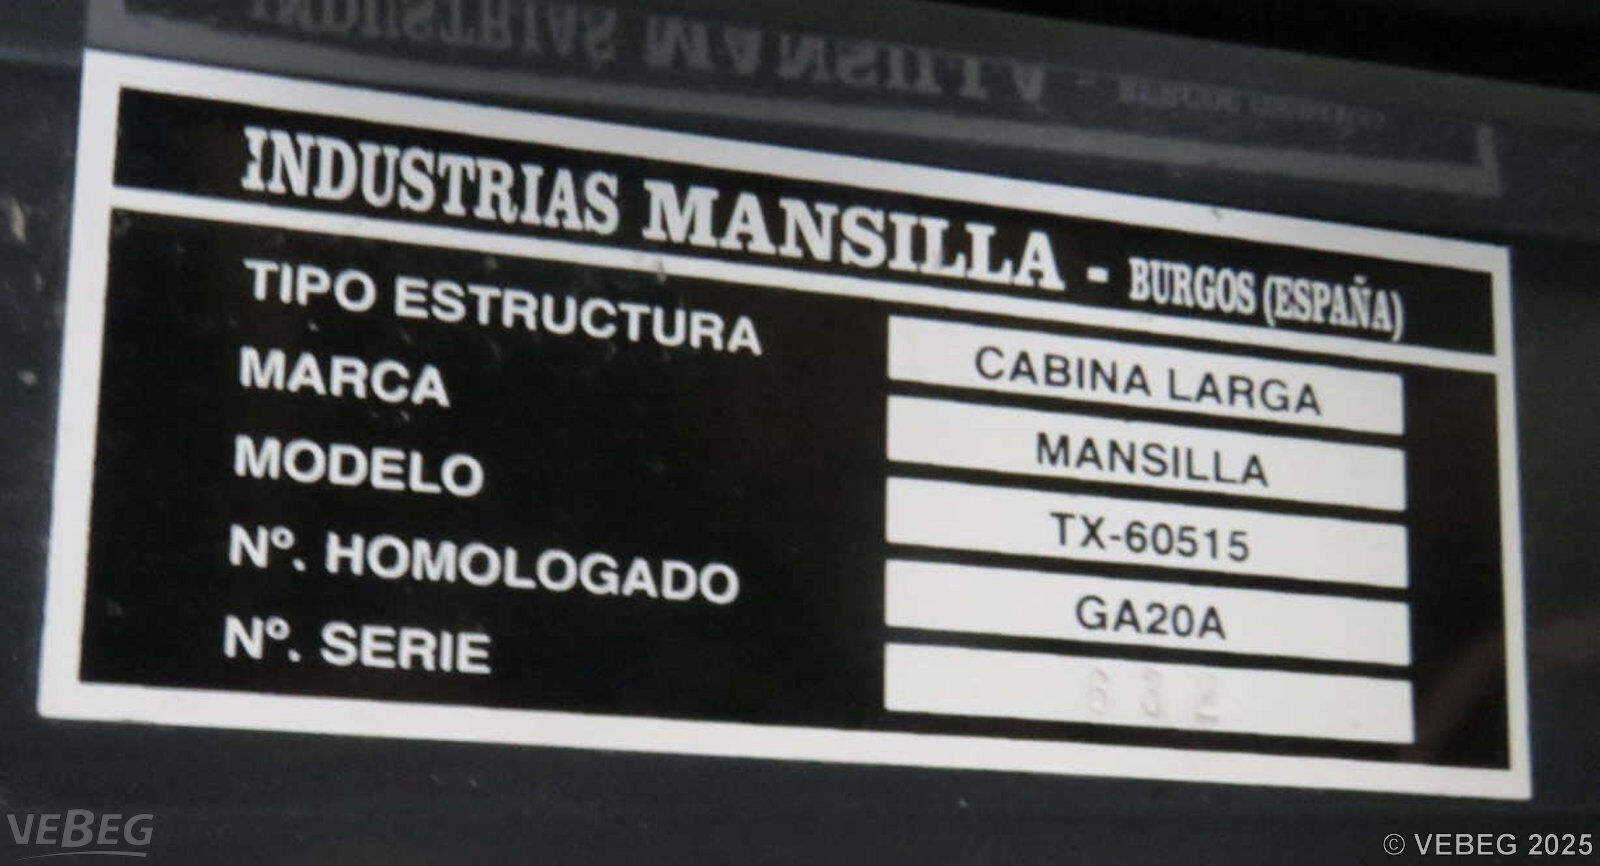 INDUSTRIAS MANSILLA - BURGOS (ESPAÑA)
TIPO ESTRUCTURA CABINA LARGA
MARCA MANSILLA
MODELO TX-60515
Nº. HOMOLOGADO GA20A
Nº. SERIE
VEBEG
© VEBEG 2025